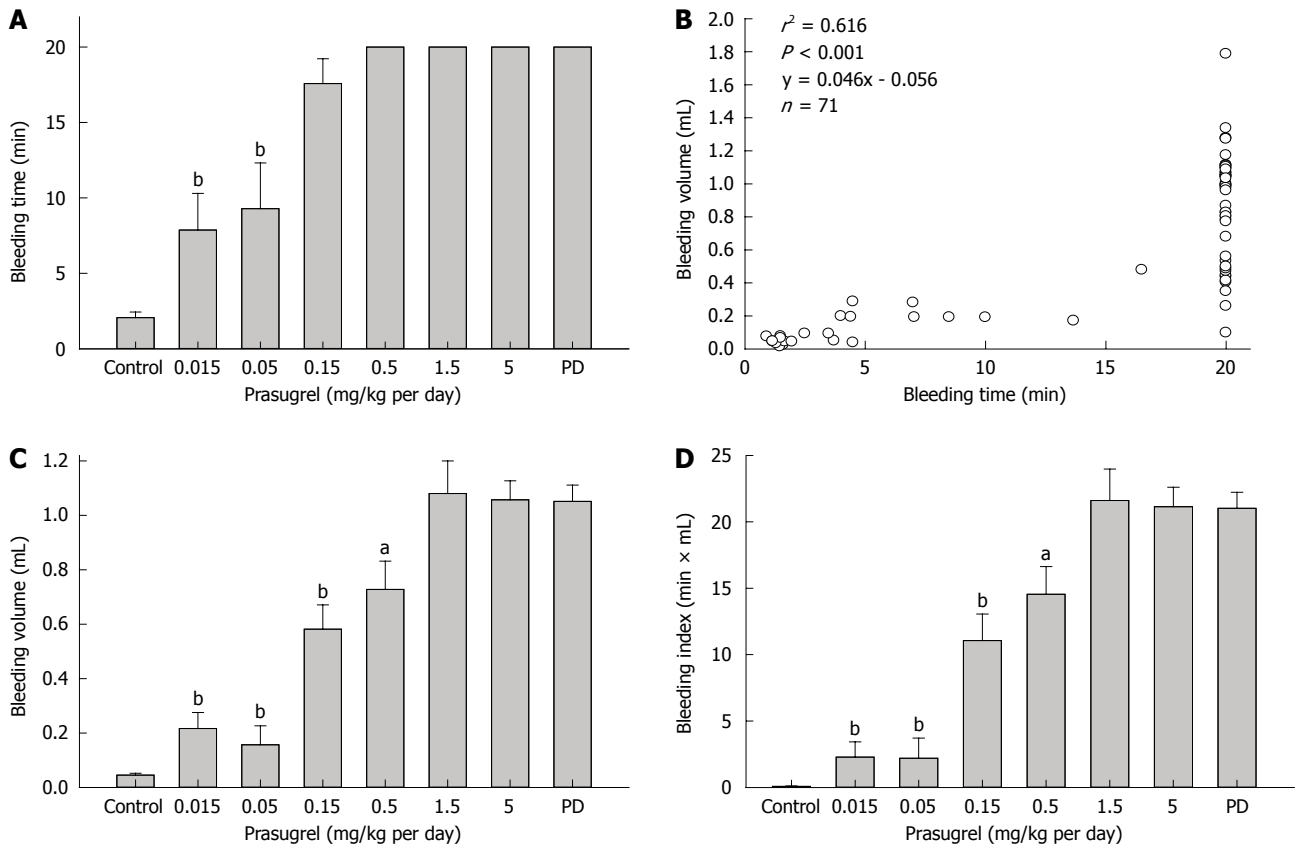 A
20
15
10
5
0
Bleeding time (min)
b
b
Control 0.015 0.05 0.15 0.5 1.5 5 PD
Prasugrel (mg/kg per day)
B
2.0
1.8
1.6
1.4
1.2
1.0
0.8
0.6
0.4
0.2
0.0
Bleeding volume (mL)
r² = 0.616
P < 0.001
y = 0.046x - 0.056
n = 71
0 5 10 15 20
Bleeding time (min)
C
1.2
1.0
0.8
0.6
0.4
0.2
0.0
Bleeding volume (mL)
b
b
b
a
Control 0.015 0.05 0.15 0.5 1.5 5 PD
Prasugrel (mg/kg per day)
D
25
20
15
10
5
0
Bleeding index (min × mL)
b
b
b
a
Control 0.015 0.05 0.15 0.5 1.5 5 PD
Prasugrel (mg/kg per day)